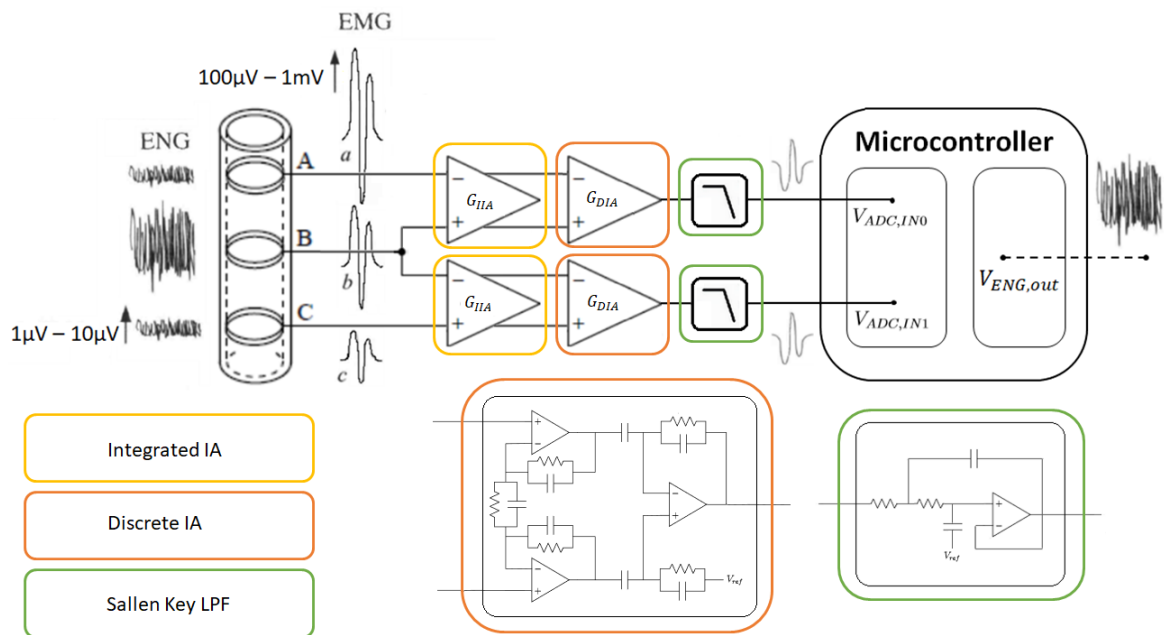 EMG
100μV – 1mV
ENG
a
A
B
b
C
c
1μV – 10μV
− G_IIA +
− G_DIA +
− G_IIA +
− G_DIA +
Microcontroller
V_ADC,IN0
V_ENG,out
V_ADC,IN1
Integrated IA
Discrete IA
Sallen Key LPF
+
−
−
+
−
+
V_ref
+
−
V_ref